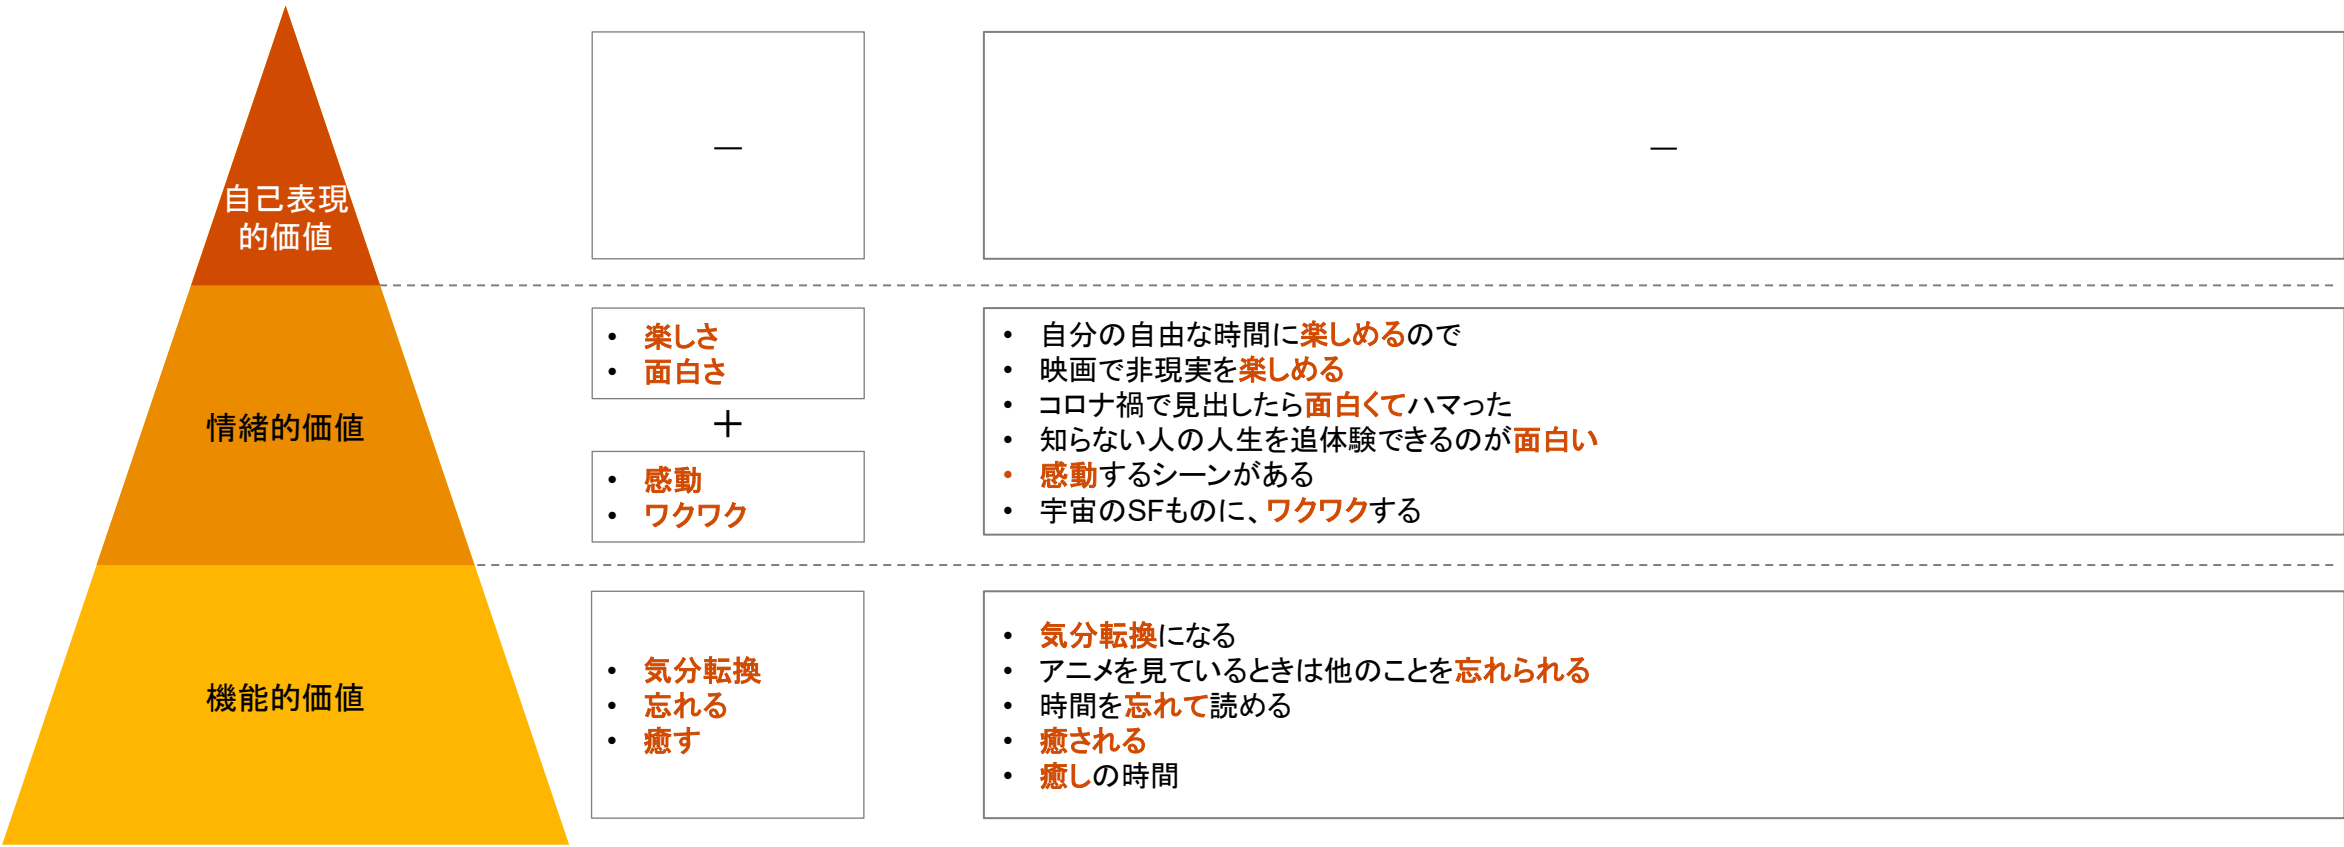 自己表現
的価値
―
―
情緒的価値
• 楽しさ
• 面白さ
＋
• 感動
• ワクワク
• 自分の自由な時間に楽しめるので
• 映画で非現実を楽しめる
• コロナ禍で見出したら面白くてハマった
• 知らない人の人生を追体験できるのが面白い
• 感動するシーンがある
• 宇宙のSFものに、ワクワクする
機能的価値
• 気分転換
• 忘れる
• 癒す
• 気分転換になる
• アニメを見ているときは他のことを忘れられる
• 時間を忘れて読める
• 癒される
• 癒しの時間